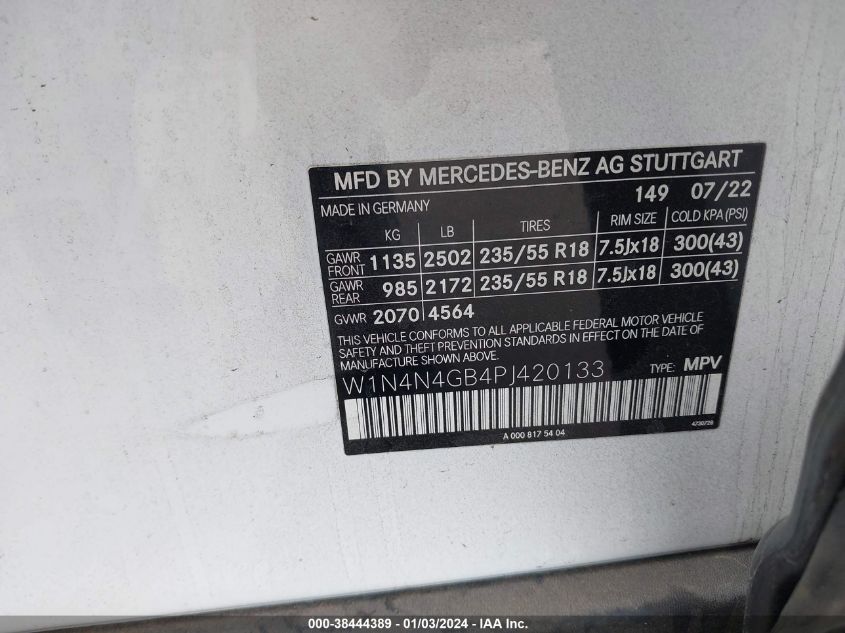 MFD BY MERCEDES-BENZ AG STUTTGART
149 07/22
MADE IN GERMANY
KG LB TIRES RIM SIZE COLD KPA (PSI)
GAWR FRONT 1135 2502 235/55 R18 7.5Jx18 300(43)
GAWR REAR 985 2172 235/55 R18 7.5Jx18 300(43)
GVWR 2070 4564
THIS VEHICLE CONFORMS TO ALL APPLICABLE FEDERAL MOTOR VEHICLE
SAFETY AND THEFT PREVENTION STANDARDS IN EFFECT ON THE DATE OF
MANUFACTURE SHOWN ABOVE.
W1N4N4GB4PJ420133 TYPE: MPV
A 000 817 54 04 4730728
000-38444389 - 01/03/2024 - IAA Inc.